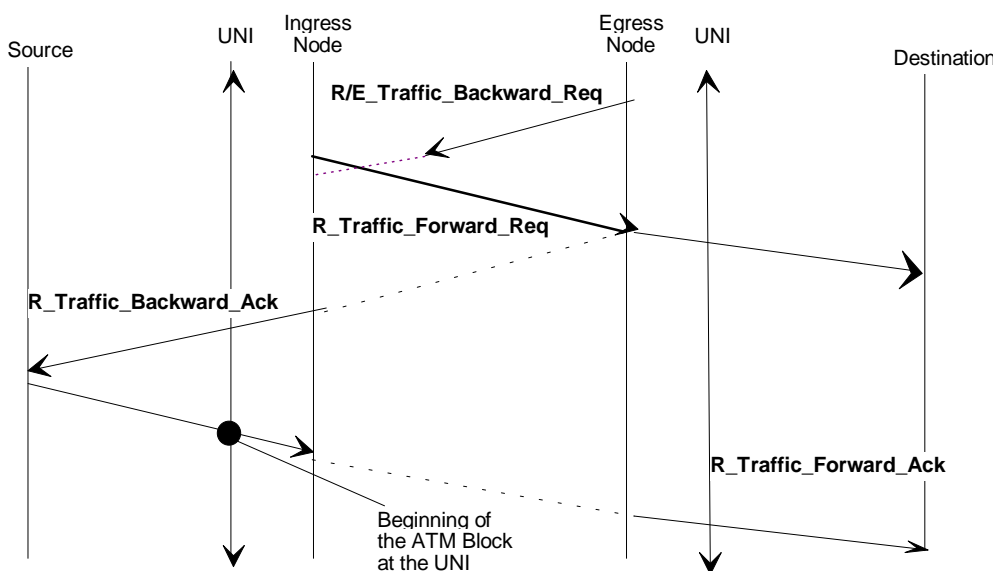 Source
UNI
Ingress
Node
Egress
Node
UNI
Destination
R/E_Traffic_Backward_Req
R_Traffic_Forward_Req
R_Traffic_Backward_Ack
R_Traffic_Forward_Ack
Beginning of
the ATM Block
at the UNI